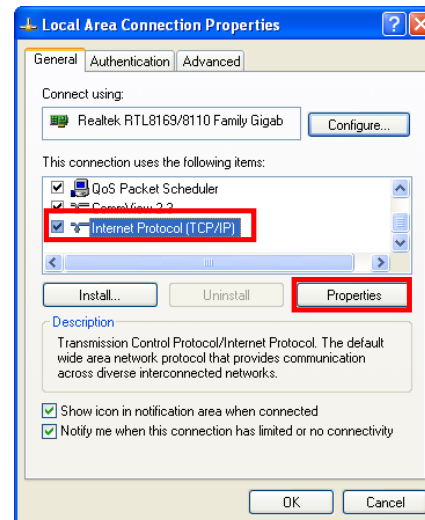 Local Area Connection Properties
General Authentication Advanced
Connect using:
Realtek RTL8169/8110 Family Gigab Configure...
This connection uses the following items:
QoS Packet Scheduler
CommView 2.3
Internet Protocol (TCP/IP)
Install... Uninstall Properties
Description
Transmission Control Protocol/Internet Protocol. The default
wide area network protocol that provides communication
across diverse interconnected networks.
Show icon in notification area when connected
Notify me when this connection has limited or no connectivity
OK Cancel